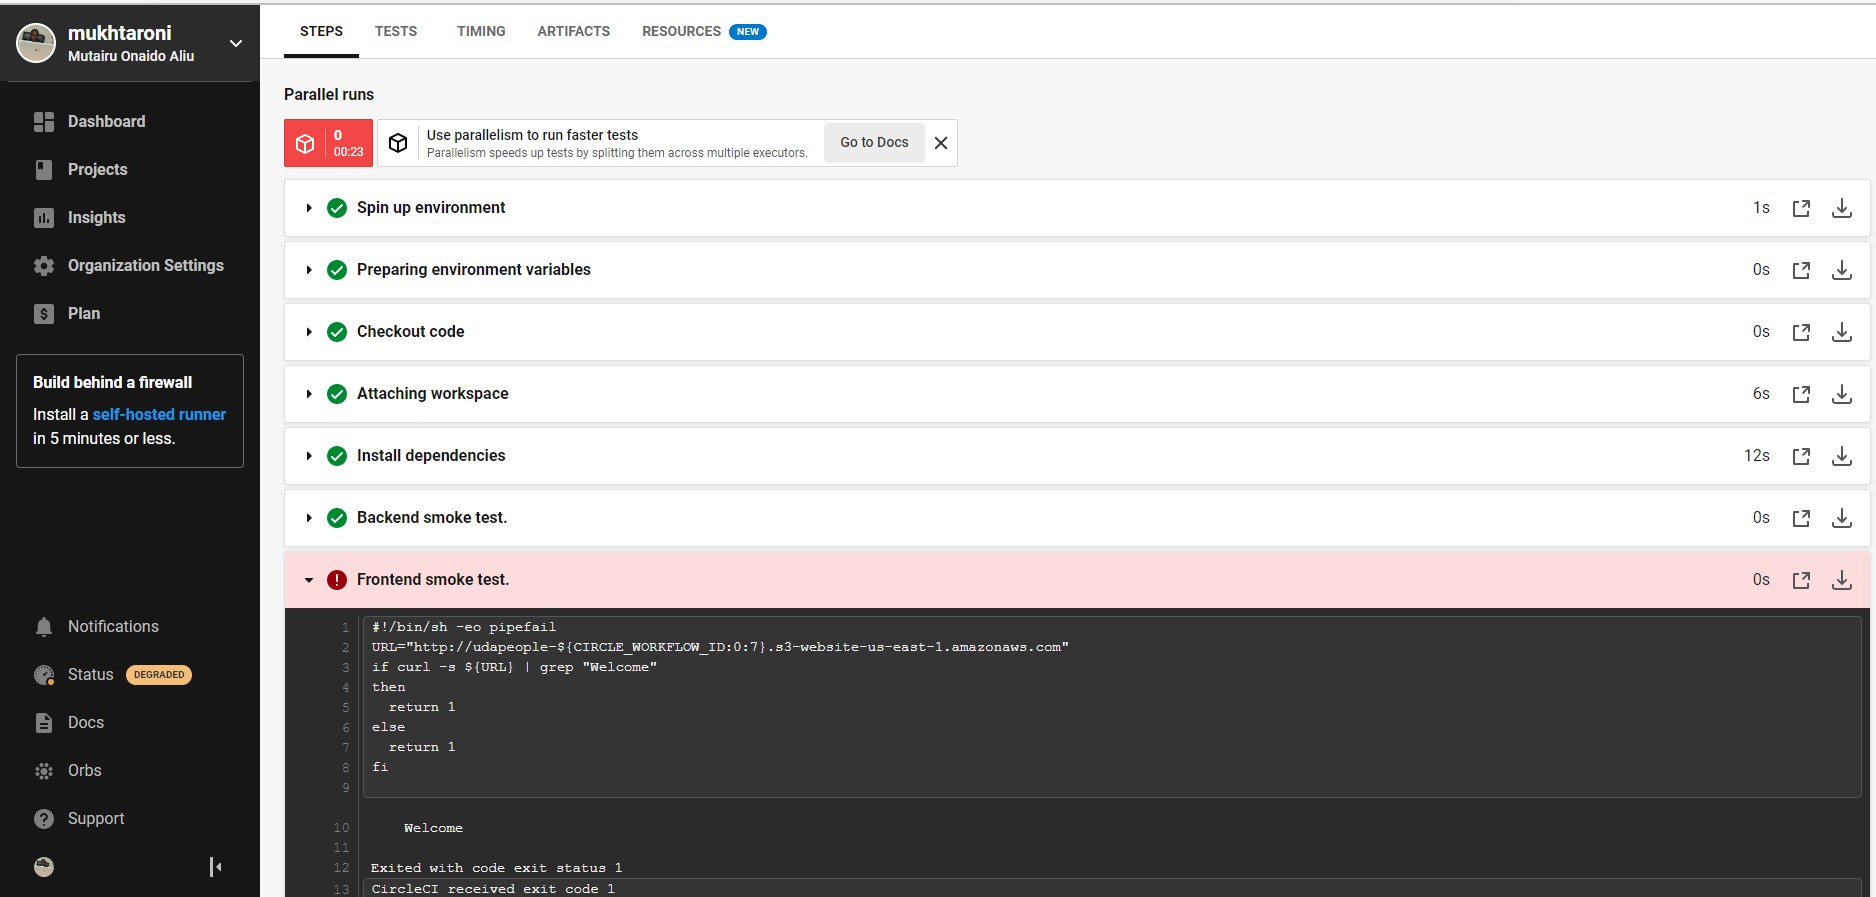 mukhtaroni
Mutairu Onaido Aliu
Dashboard
Projects
Insights
Organization Settings
Plan
Build behind a firewall
Install a self-hosted runner
in 5 minutes or less.
Notifications
Status DEGRADED
Docs
Orbs
Support
STEPS TESTS TIMING ARTIFACTS RESOURCES NEW
Parallel runs
0
00:23
Use parallelism to run faster tests
Parallelism speeds up tests by splitting them across multiple executors.
Go to Docs
Spin up environment 1s
Preparing environment variables 0s
Checkout code 0s
Attaching workspace 6s
Install dependencies 12s
Backend smoke test. 0s
Frontend smoke test. 0s
1 #!/bin/sh -eo pipefail
2 URL="http://udapeople-${CIRCLE_WORKFLOW_ID:0:7}.s3-website-us-east-1.amazonaws.com"
3 if curl -s ${URL} | grep "Welcome"
4 then
5 return 1
6 else
7 return 1
8 fi
9
10 Welcome
11
12 Exited with code exit status 1
13 CircleCI received exit code 1